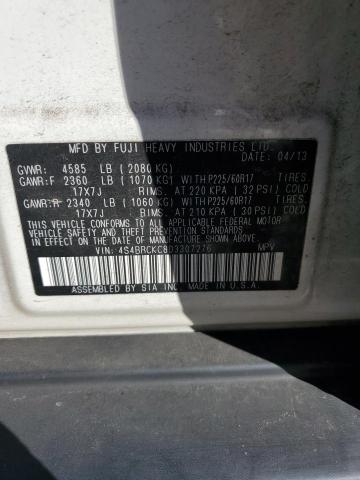 MFD BY FUJI HEAVY INDUSTRIES LTD.
DATE: 04/13
GVWR: 4585 LB (2080 KG)
GAWR:F 2360 LB (1070 KG) WITH P225/60R17 TIRES
17X7J RIMS, AT 220 KPA (32 PSI) COLD
GAWR:R 2340 LB (1060 KG) WITH P225/60R17 TIRES
17X7J RIMS, AT 210 KPA (30 PSI) COLD
THIS VEHICLE CONFORMS TO ALL APPLICABLE FEDERAL MOTOR
VEHICLE SAFETY, BUMPER, AND THEFT PREVENTION STANDARDS
IN EFFECT ON THE DATE OF MANUFACTURE SHOWN ABOVE.
VIN: 4S4BRCKC8D3307276 MPV
ASSEMBLED BY SIA INC. MADE IN U.S.A.